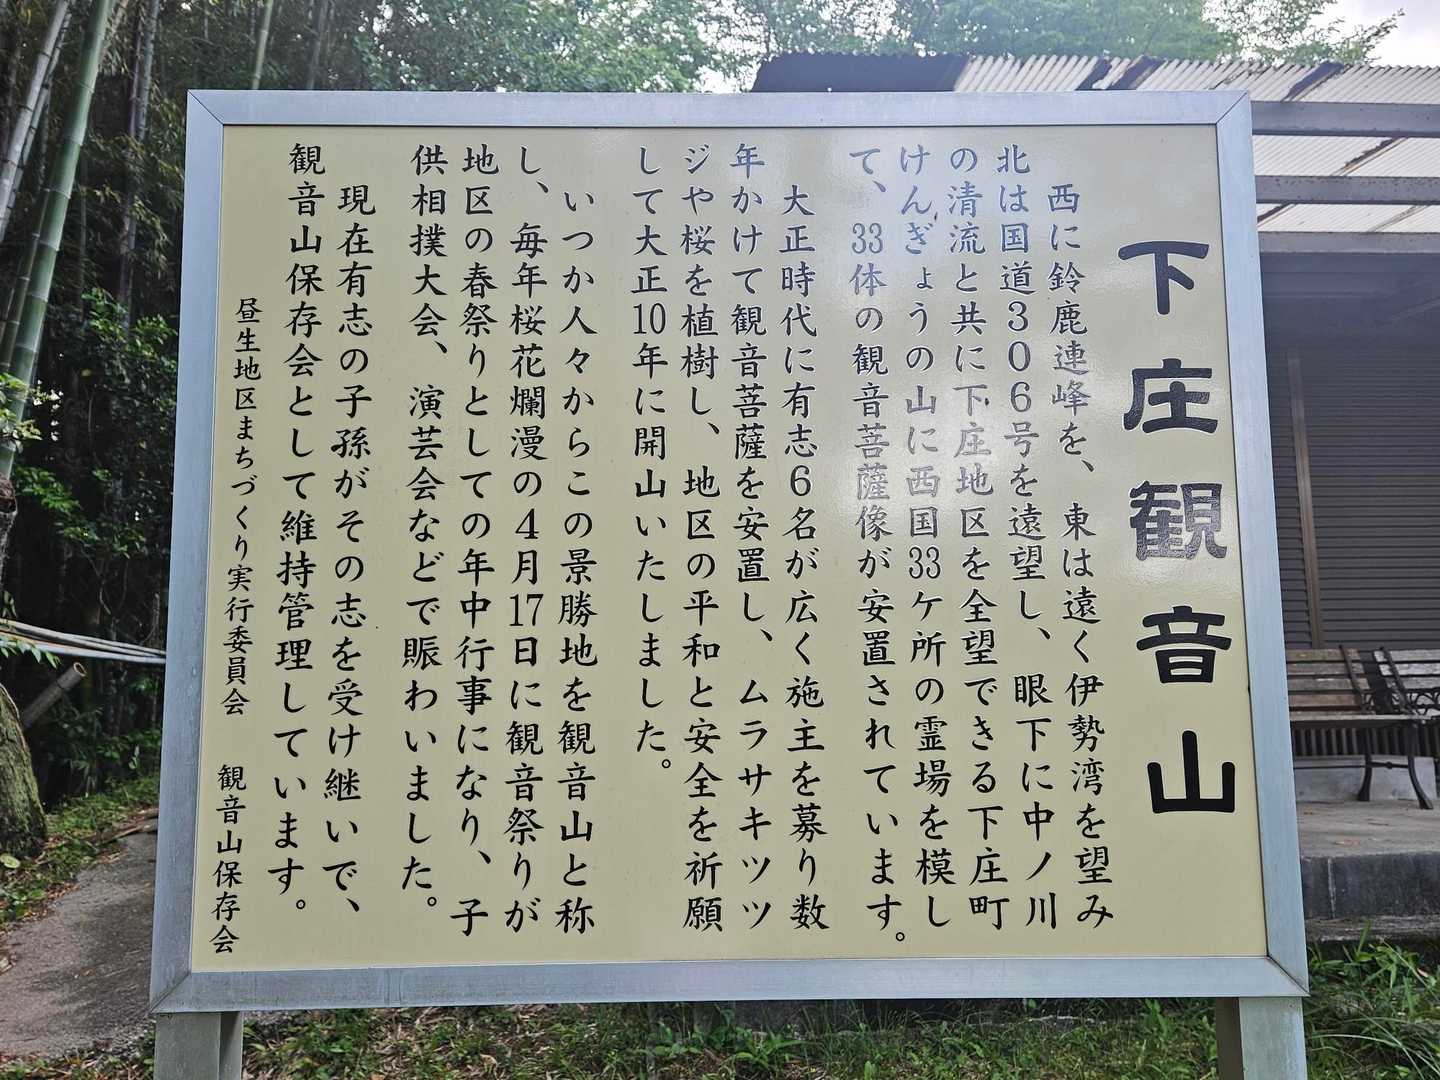 下庄観音山
西に鈴鹿連峰を、東は遠く伊勢湾を望み
北は国道306号を遠望し、眼下に中ノ川
の清流と共に下庄地区を全望できる下庄町
けんぎょうの山に西国33ケ所の霊場を模し
て、33体の観音菩薩像が安置されています。
大正時代に有志6名が広く施主を募り数
年かけて観音菩薩を安置し、ムラサキツツ
ジや桜を植樹し、地区の平和と安全を祈願
して大正10年に開山いたしました。
いつか人々からこの景勝地を観音山と称
し、毎年桜花爛漫の4月17日に観音祭りが
地区の春祭りとしての年中行事になり、子
供相撲大会、演芸会などで賑わいました。
現在有志の子孫がその志を受け継いで、
観音山保存会として維持管理しています。
昼生地区まちづくり実行委員会 観音山保存会